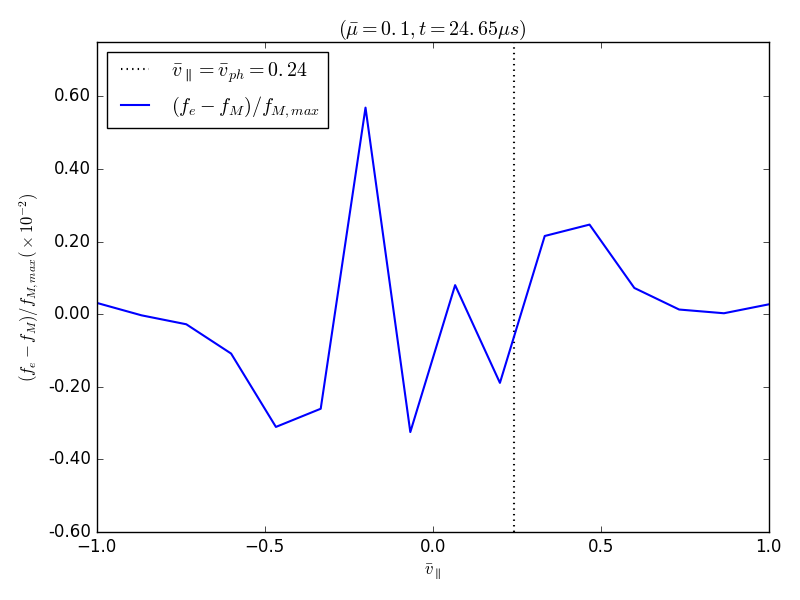 (μ̄ = 0.1, t = 24.65μs)
v̄∥ = v̄ph = 0.24
(fe − fM)/fM,max
(fe − fM)/fM,max(×10⁻²)
0.60
0.40
0.20
0.00
-0.20
-0.40
-0.60
−1.0 −0.5 0.0 0.5 1.0
v̄∥